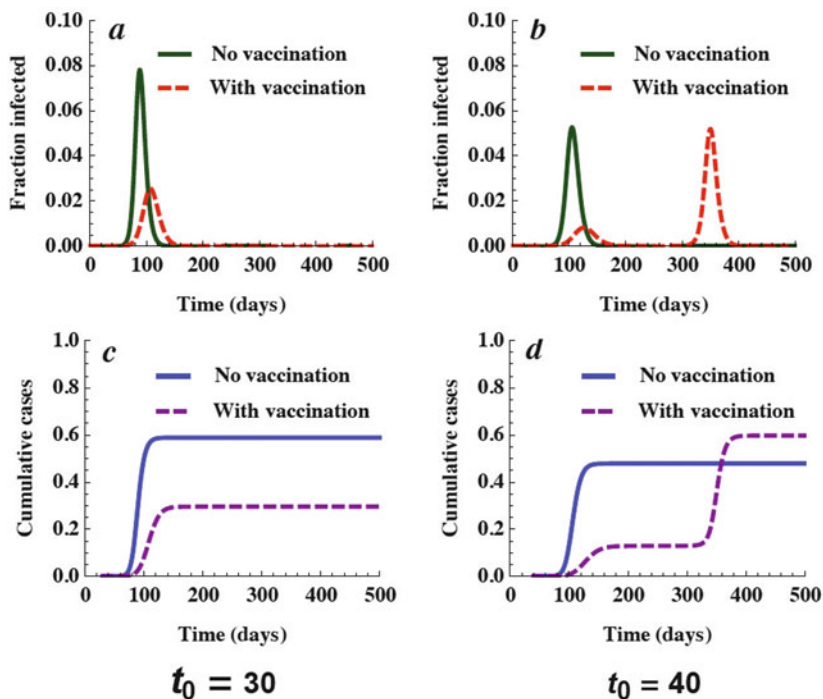 a
No vaccination
With vaccination
0.10
0.08
0.06
0.04
0.02
0.00
Fraction infected
0 100 200 300 400 500
Time (days)
b
No vaccination
With vaccination
0.10
0.08
0.06
0.04
0.02
0.00
Fraction infected
0 100 200 300 400 500
Time (days)
c
No vaccination
With vaccination
1.0
0.8
0.6
0.4
0.2
0.0
Cumulative cases
0 100 200 300 400 500
Time (days)
d
No vaccination
With vaccination
1.0
0.8
0.6
0.4
0.2
0.0
Cumulative cases
0 100 200 300 400 500
Time (days)
t₀ = 30
t₀ = 40